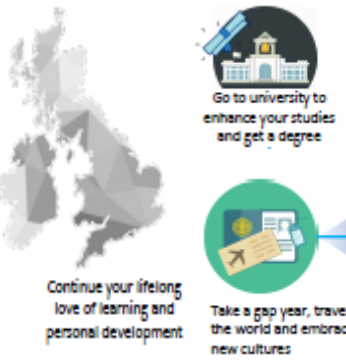 Go to university to
enhance your studies
and get a degree
Continue your lifelong
love of learning and
personal development
Take a gap year, trave
the world and embrac
new cultures